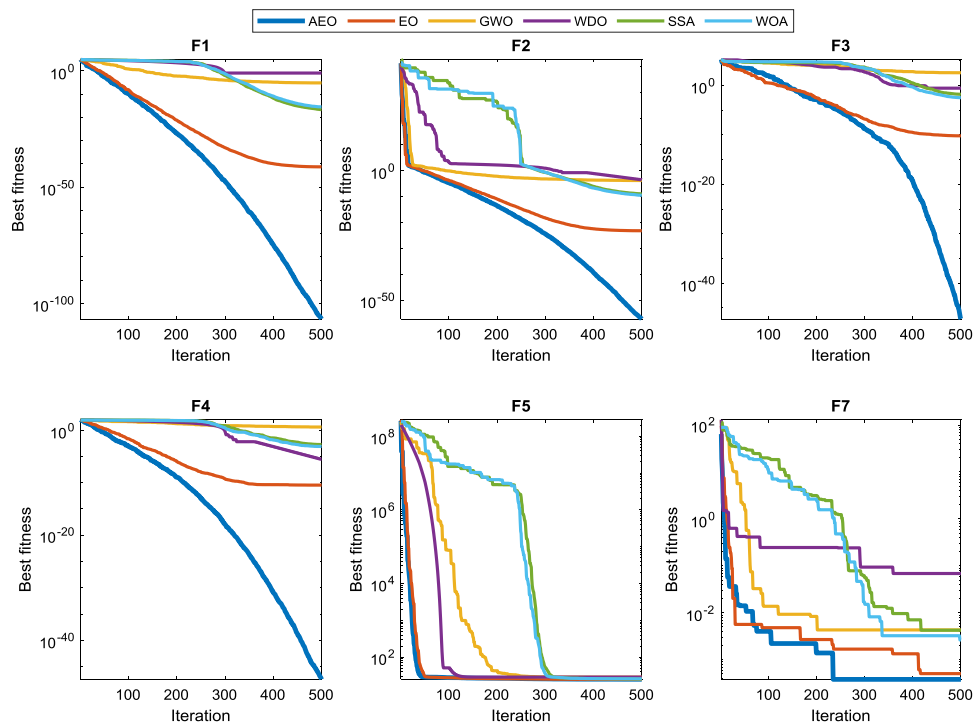 AEO EO GWO WDO SSA WOA
F1
Best fitness
10^0
10^-50
10^-100
100 200 300 400 500
Iteration
F2
Best fitness
10^0
10^-50
100 200 300 400 500
Iteration
F3
Best fitness
10^0
10^-20
10^-40
100 200 300 400 500
Iteration
F4
Best fitness
10^0
10^-20
10^-40
100 200 300 400 500
Iteration
F5
Best fitness
10^8
10^6
10^4
10^2
100 200 300 400 500
Iteration
F7
Best fitness
10^2
10^0
10^-2
100 200 300 400 500
Iteration